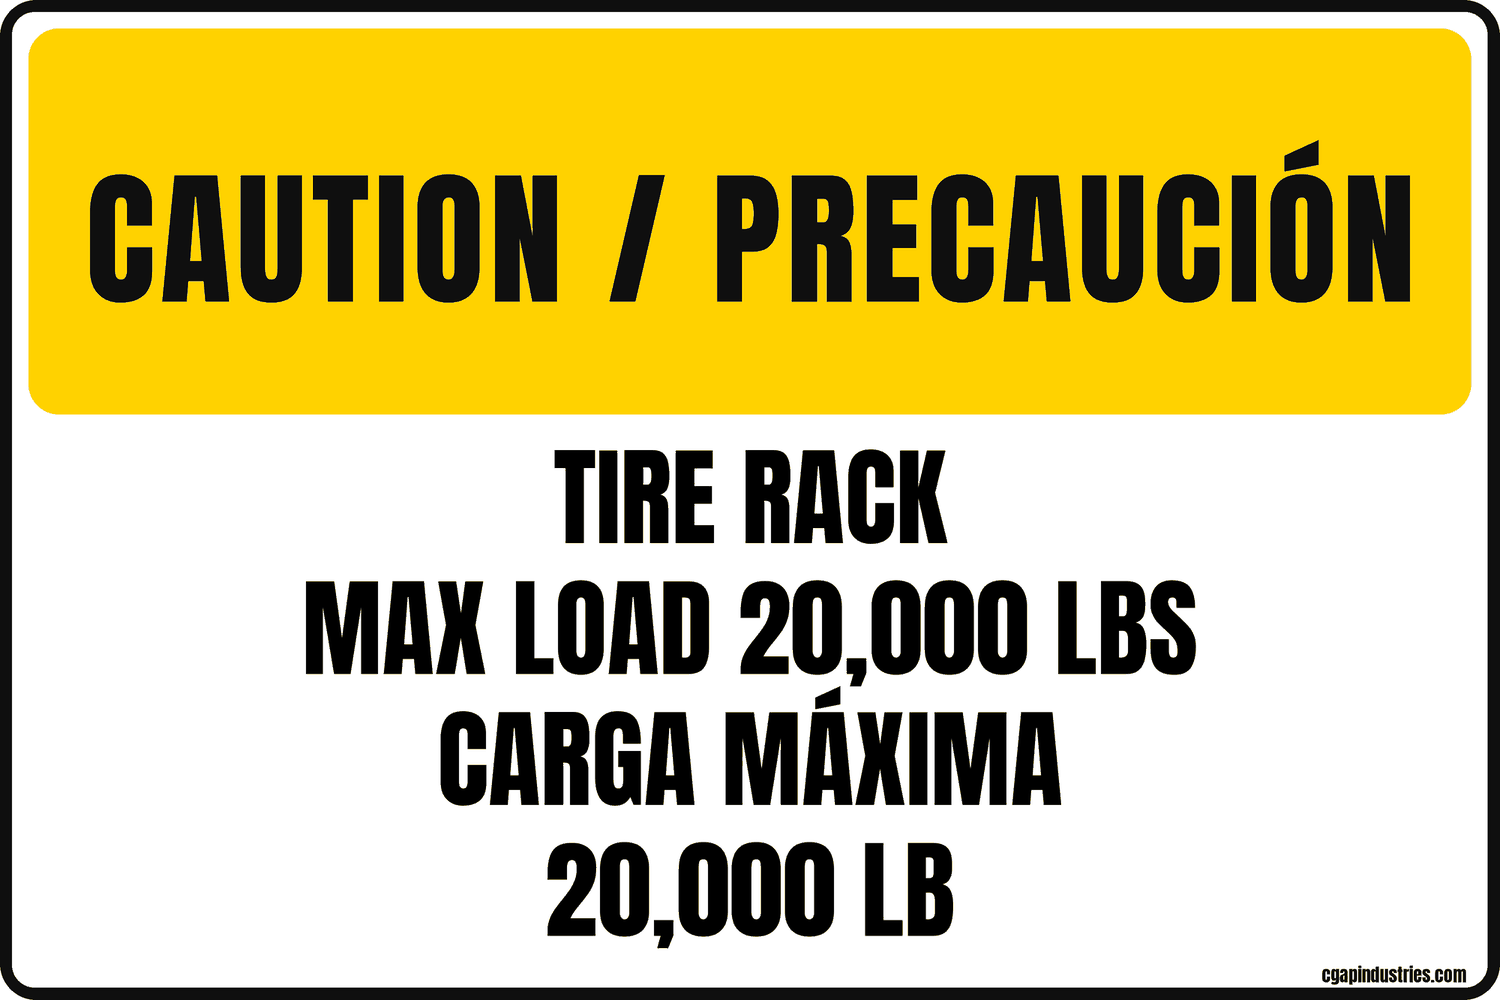 CAUTION / PRECAUCIÓN
TIRE RACK
MAX LOAD 20,000 LBS
CARGA MÁXIMA
20,000 LB
cgapindustries.com